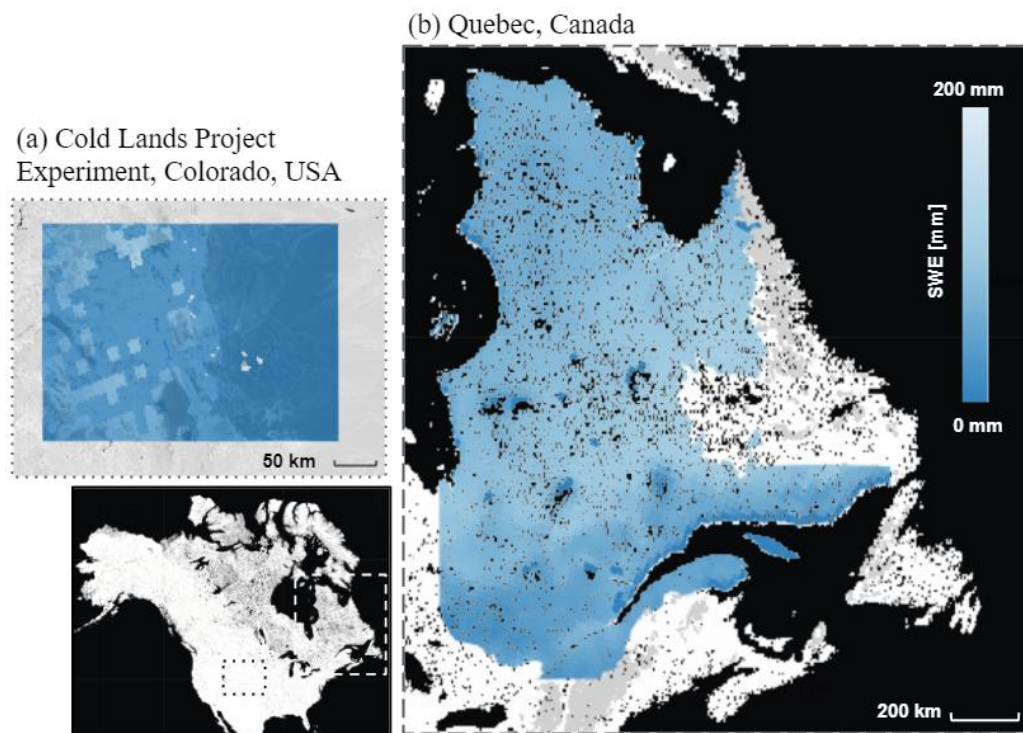 (b) Quebec, Canada
(a) Cold Lands Project
Experiment, Colorado, USA
50 km
200 mm
SWE [mm]
0 mm
200 km